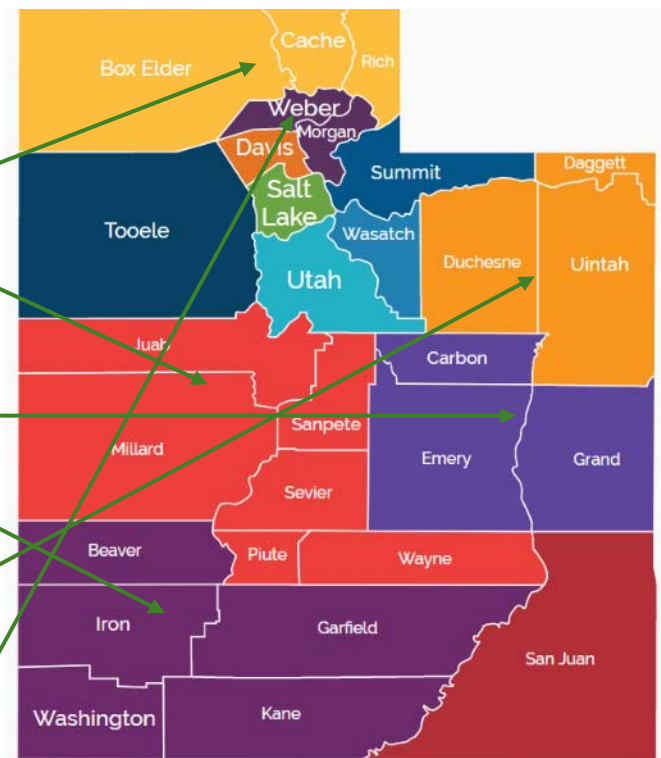 Cache
Rich
Box Elder
Weber
Morgan
Davis
Summit
Daggett
Salt
Lake
Tooele
Wasatch
Duchesne
Uintah
Utah
Juab
Carbon
Sanpete
Millard
Emery
Grand
Sevier
Beaver
Piute
Wayne
Iron
Garfield
San Juan
Washington
Kane